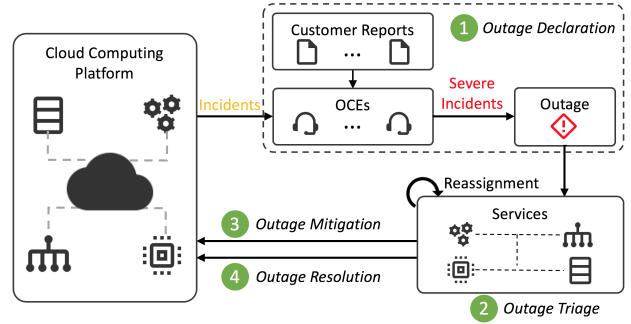 Cloud Computing
Platform
Incidents
Customer Reports
...
OCEs
...
Severe
Incidents
1 Outage Declaration
Outage
Reassignment
Services
2 Outage Triage
3 Outage Mitigation
4 Outage Resolution